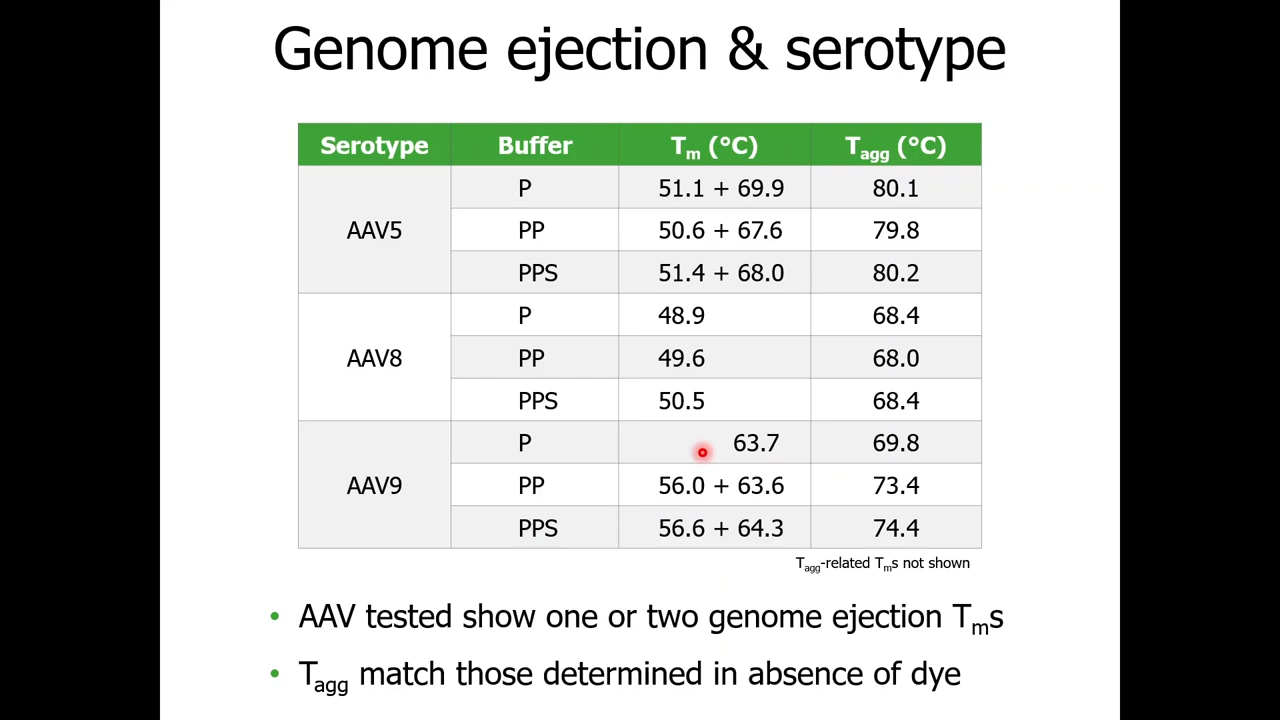 Genome ejection & serotype
Serotype Buffer Tm (°C) Tagg (°C)
P 51.1 + 69.9 80.1
AAV5 PP 50.6 + 67.6 79.8
PPS 51.4 + 68.0 80.2
P 48.9 68.4
AAV8 PP 49.6 68.0
PPS 50.5 68.4
P 63.7 69.8
AAV9 PP 56.0 + 63.6 73.4
PPS 56.6 + 64.3 74.4
Tagg-related Tms not shown
• AAV tested show one or two genome ejection Tms
• Tagg match those determined in absence of dye